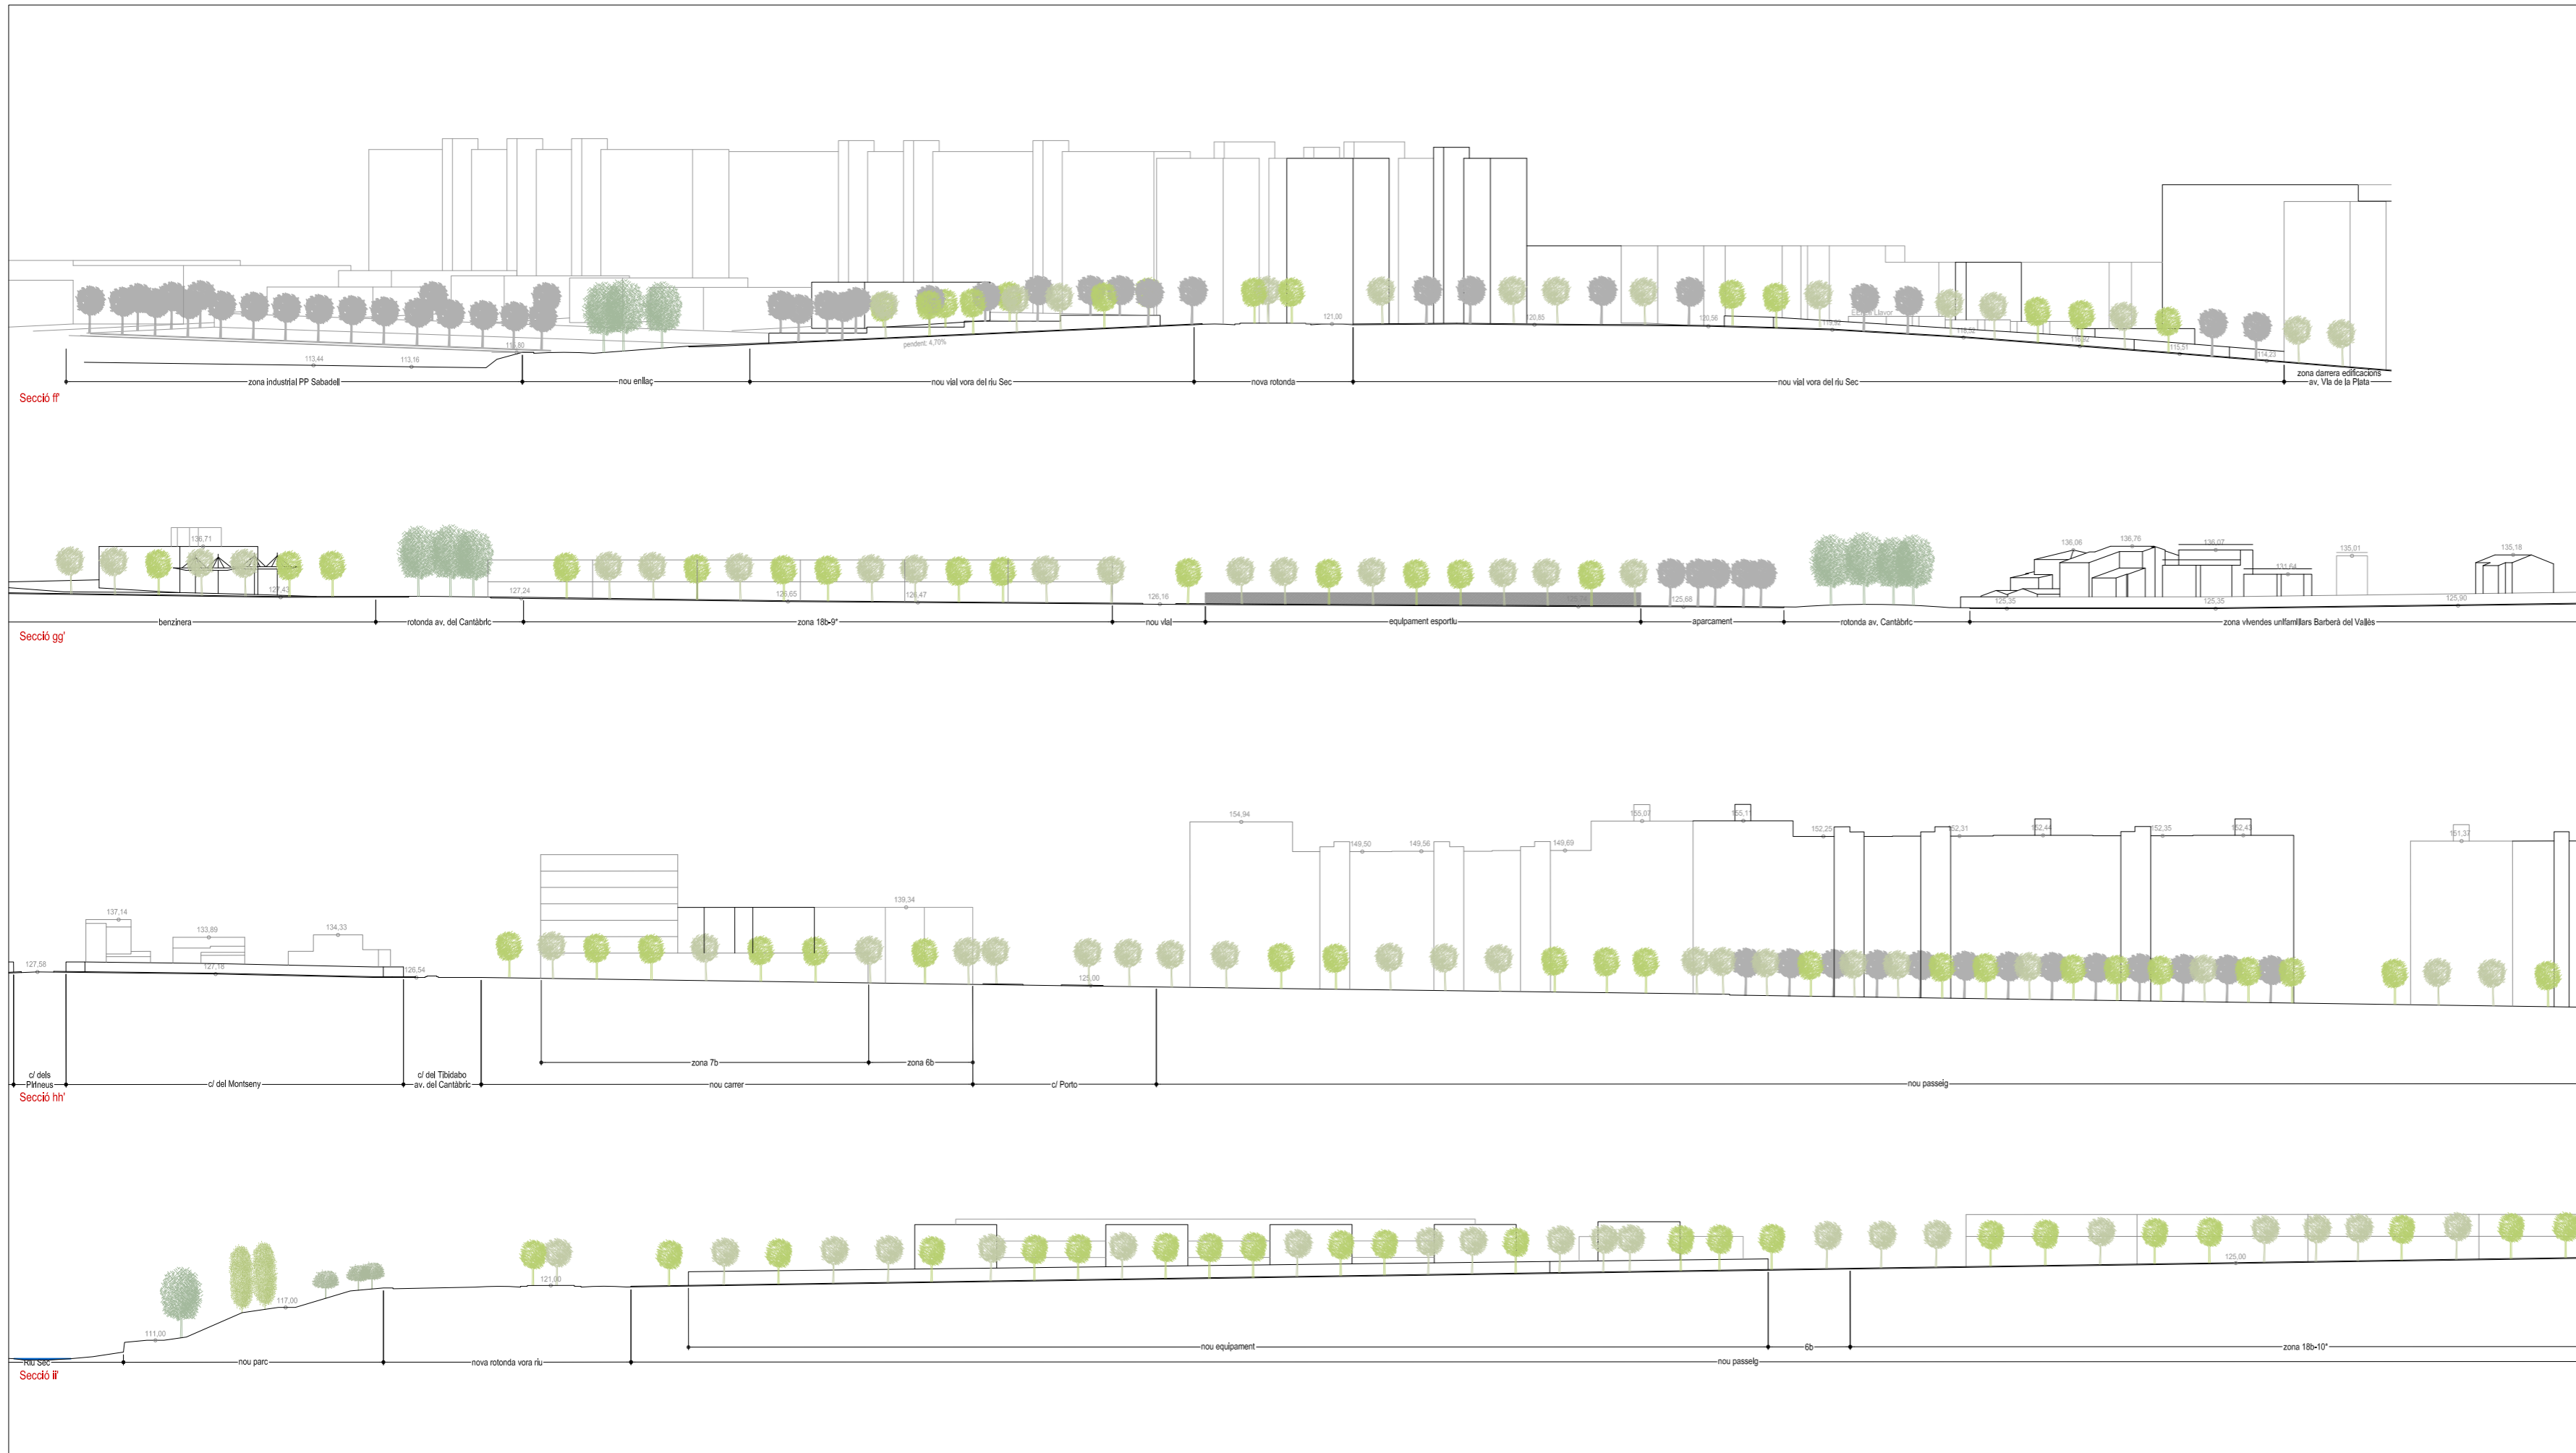 113,44
113,16
pendent: 4,70%
121,00
120,85
120,56
115,51
114,23
zona industrial PP Sabadell
nou enllaç
nou vial vora del riu Sec
nova rotonda
nou vial vora del riu Sec
zona darrera edificacions
av. Via de la Plata
Secció ff'
136,71
127,43
127,24
126,65
126,47
126,16
125,68
136,06
136,76
136,07
131,64
135,01
135,18
125,35
125,35
125,90
benzinera
rotonda av. del Cantàbric
zona 18b-9*
nou vial
equipament esportiu
aparcament
rotonda av. Cantàbric
zona vivendes unifamiliars Barberà del Vallès
Secció gg'
154,94
149,50
149,56
149,69
155,07
155,11
152,25
152,31
152,44
152,35
152,43
151,37
137,14
133,89
134,33
139,34
127,58
127,18
126,54
125,00
zona 7b
zona 6b
c/ dels
Pirineus
c/ del Montseny
c/ del Tibidabo
av. del Cantàbric
nou carrer
c/ Porto
nou passeig
Secció hh'
111,00
117,00
121,00
125,00
nou equipament
6b
zona 18b-10*
Riu Sec
nou parc
nova rotonda vora riu
nou passeig
Secció ii'